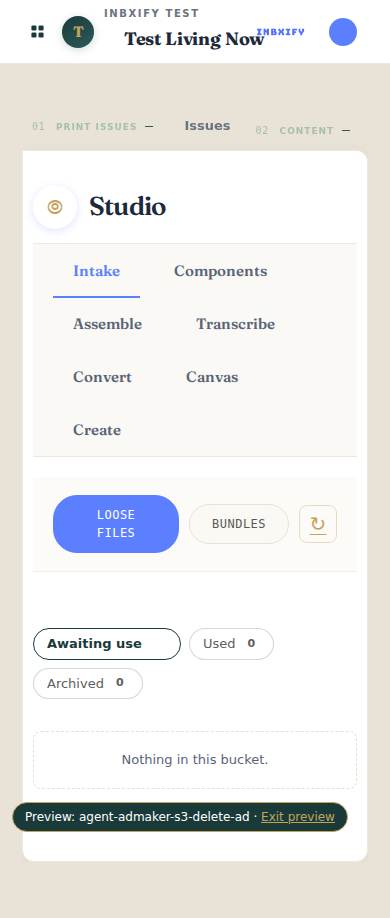 INBXIFY TEST
T
Test Living Now
INBXIFY
01 PRINT ISSUES —
Issues
02 CONTENT —
Studio
Intake
Components
Assemble
Transcribe
Convert
Canvas
Create
LOOSE
FILES
BUNDLES
↻
Awaiting use
Used 0
Archived 0
Nothing in this bucket.
Preview: agent-admaker-s3-delete-ad · Exit preview